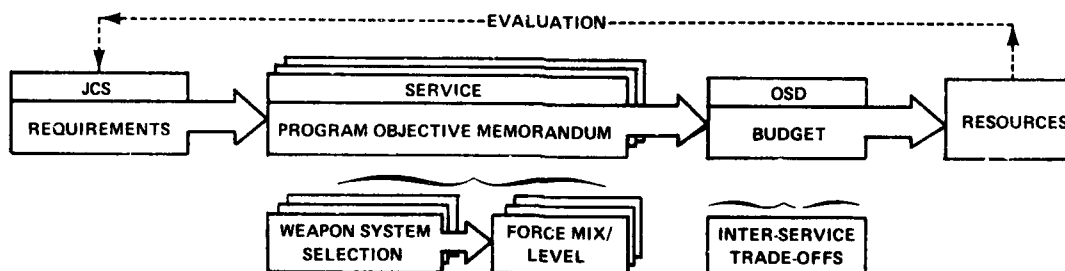 EVALUATION
JCS
REQUIREMENTS
SERVICE
PROGRAM OBJECTIVE MEMORANDUM
OSD
BUDGET
RESOURCES
WEAPON SYSTEM
SELECTION
FORCE MIX/
LEVEL
INTER-SERVICE
TRADE-OFFS